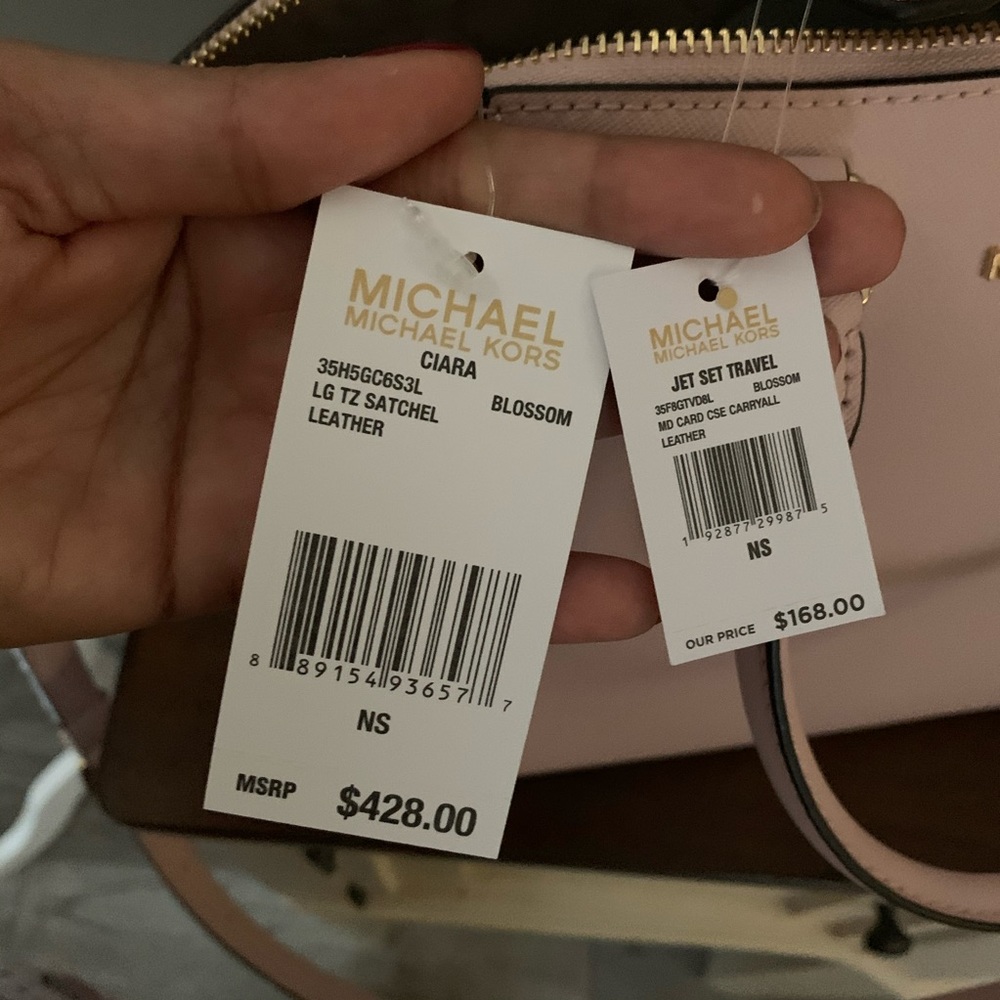 MICHAEL
MICHAEL KORS
CIARA
35H5GC6S3L
LG TZ SATCHEL BLOSSOM
LEATHER
8 89154 93657 7
NS
MSRP $428.00
MICHAEL
MICHAEL KORS
JET SET TRAVEL
35F8GTVD8L BLOSSOM
MD CARD CSE CARRYALL
LEATHER
1 92877 29987 5
NS
OUR PRICE $168.00